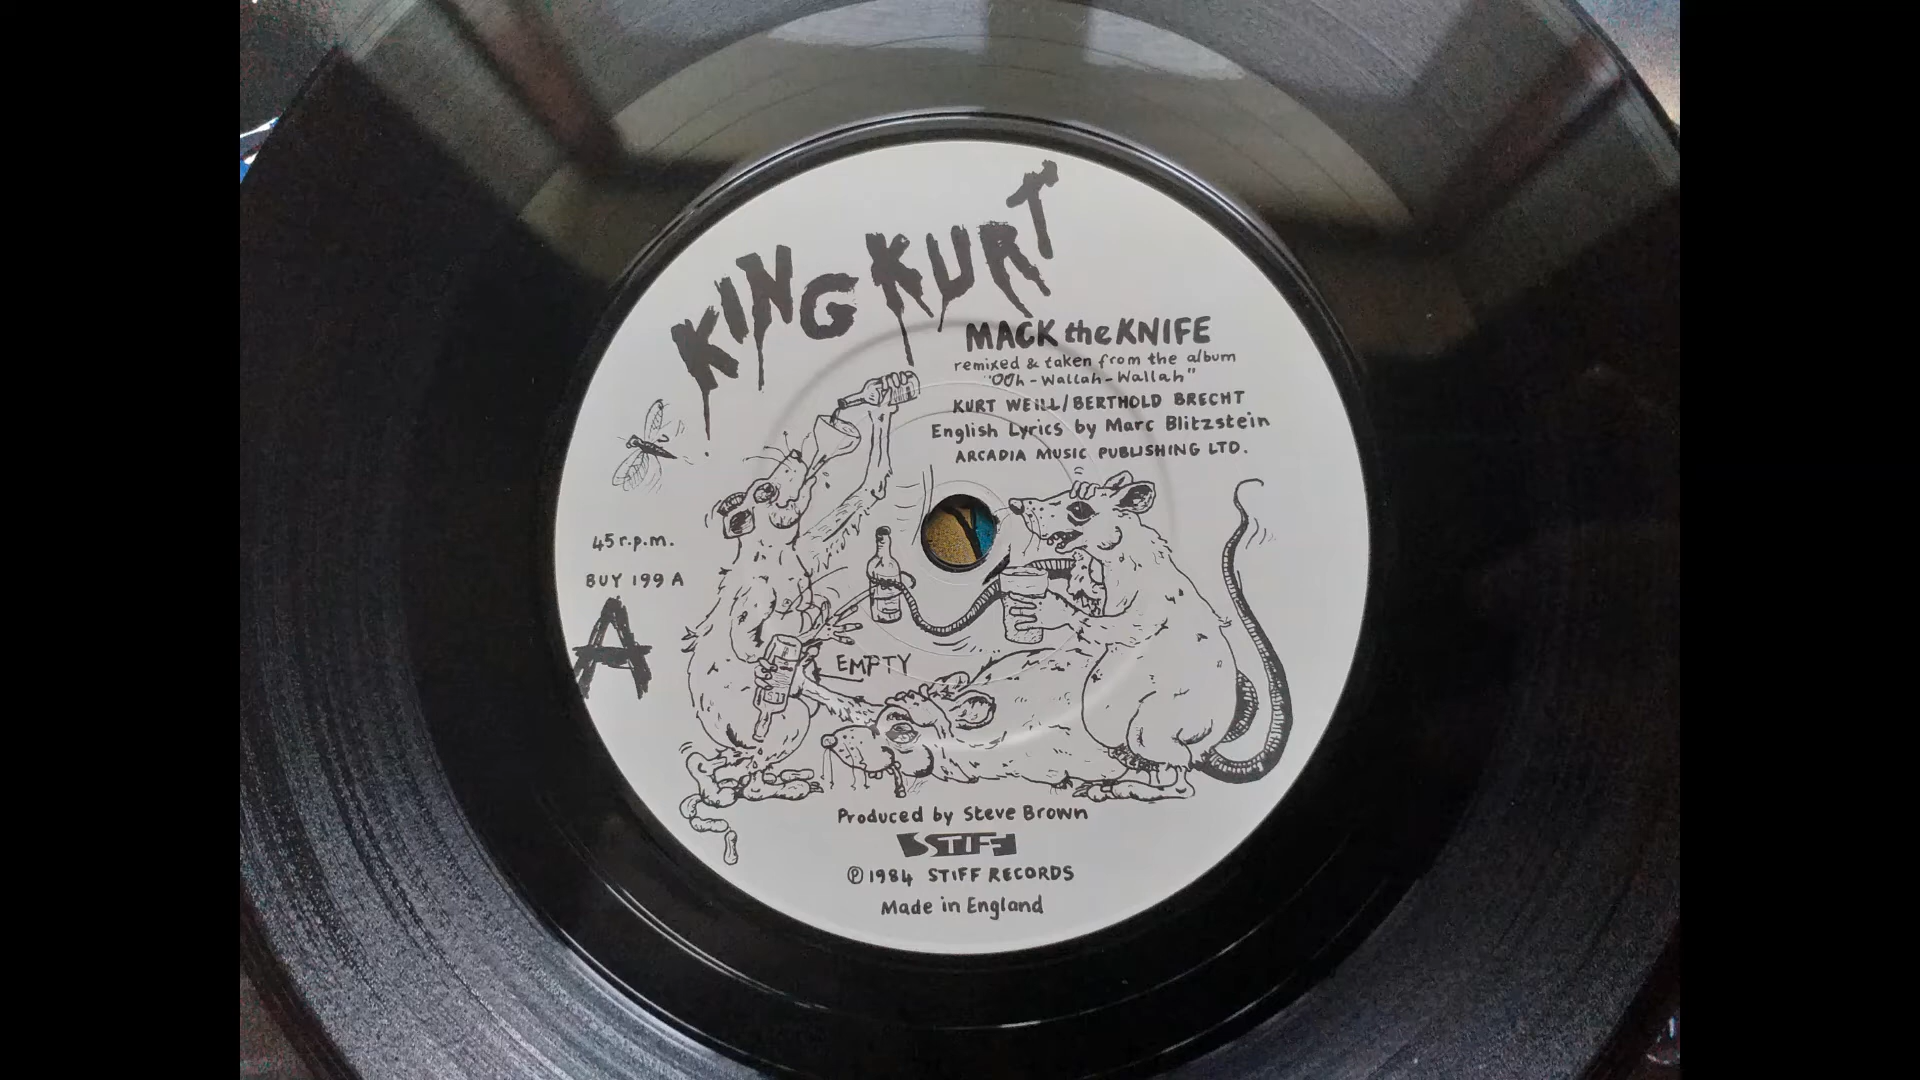 KING KURT
MACK the KNIFE
remixed & taken from the album
"OOh-Wallah-Wallah"
KURT WEILL/BERTHOLD BRECHT
English Lyrics by Marc Blitzstein
ARCADIA MUSIC PUBLISHING LTD.
45 r.p.m.
BUY 199 A
A
EMPTY
Produced by Steve Brown
STIFF
℗ 1984 STIFF RECORDS
Made in England